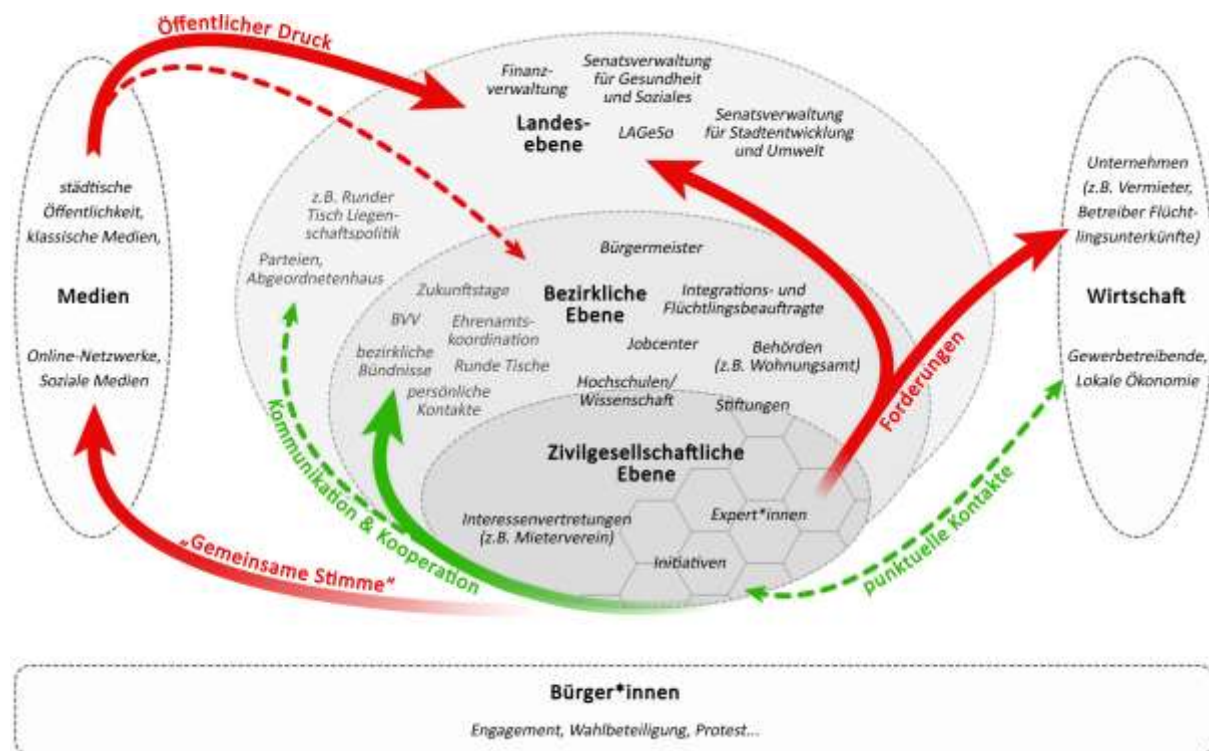 Öffentlicher Druck
Finanz-
verwaltung
Senatsverwaltung
für Gesundheit
und Soziales
Landes-
ebene
LAGeSo
Senatsverwaltung
für Stadtentwicklung
und Umwelt
städtische
Öffentlichkeit,
klassische Medien,
Medien
Online-Netzwerke,
Soziale Medien
z.B. Runder
Tisch Liegen-
schaftspolitik
Parteien,
Abgeordnetenhaus
Bürgermeister
Zukunftstage
Bezirkliche
Ebene
Integrations- und
Flüchtlingsbeauftragte
BVV
Ehrenamts-
koordination
Jobcenter
Behörden
(z.B. Wohnungsamt)
bezirkliche
Bündnisse
Runde Tische
persönliche
Kontakte
Hochschulen/
Wissenschaft
Stiftungen
Zivilgesellschaftliche
Ebene
Expert*innen
Interessenvertretungen
(z.B. Mieterverein)
Initiativen
Unternehmen
(z.B. Vermieter,
Betreiber Flücht-
lingsunterkünfte)
Wirtschaft
Gewerbetreibende,
Lokale Ökonomie
Forderungen
punktuelle Kontakte
Kommunikation & Kooperation
„Gemeinsame Stimme“
Bürger*innen
Engagement, Wahlbeteiligung, Protest...